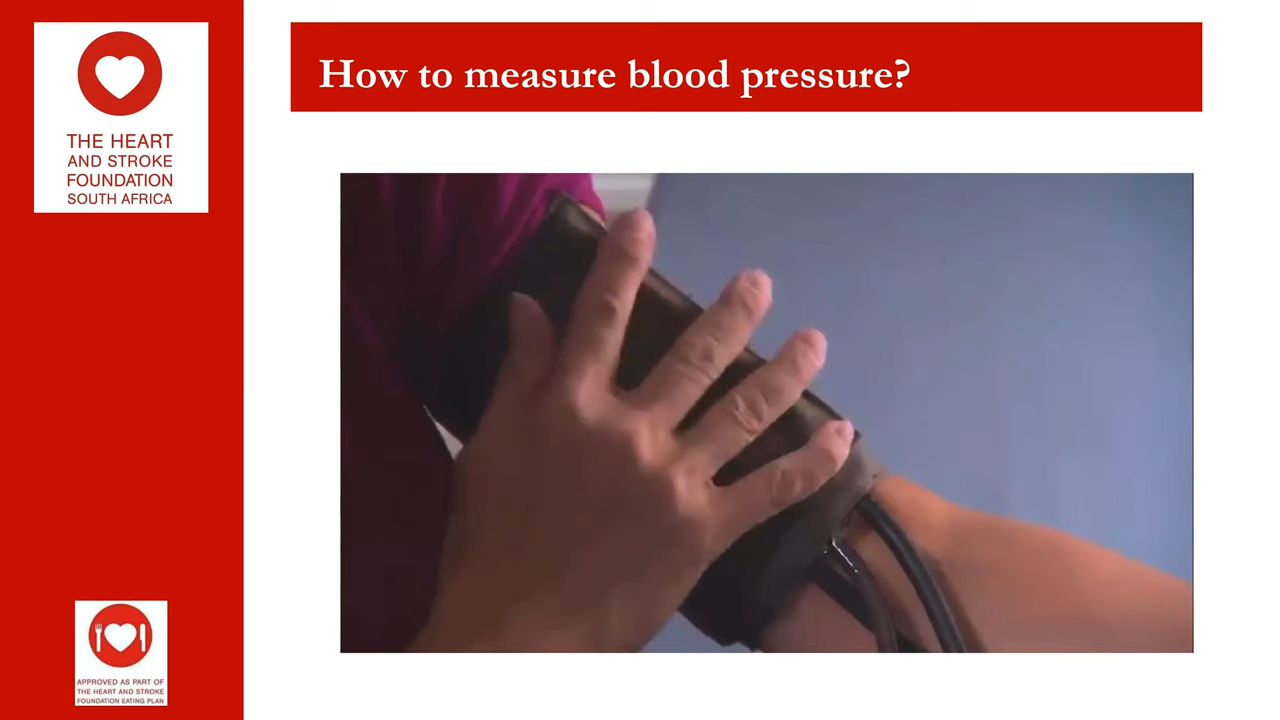 How to measure blood pressure?
THE HEART
AND STROKE
FOUNDATION
SOUTH AFRICA
APPROVED AS PART OF
THE HEART AND STROKE
FOUNDATION EATING PLAN